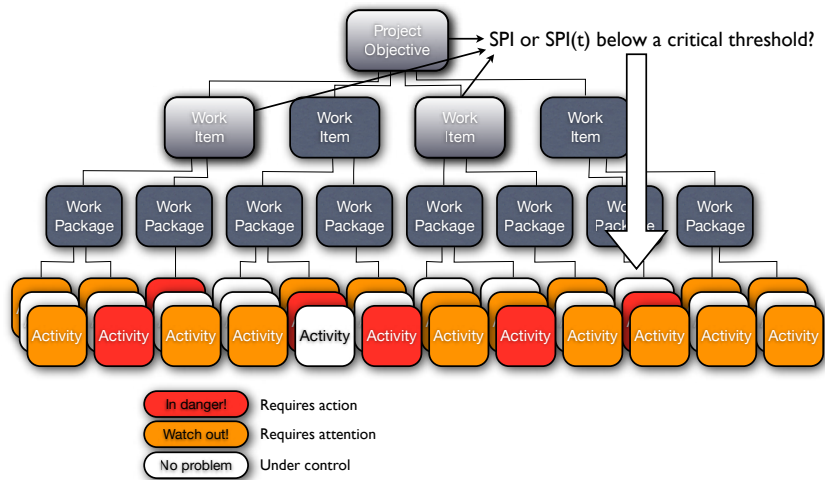 Project
Objective
SPI or SPI(t) below a critical threshold?
Work
Item
Work
Item
Work
Item
Work
Item
Work
Package
Work
Package
Work
Package
Work
Package
Work
Package
Work
Package
Work
Package
Work
Package
Activity
Activity
Activity
Activity
Activity
Activity
Activity
Activity
Activity
Activity
Activity
Activity
In danger!
Requires action
Watch out!
Requires attention
No problem
Under control